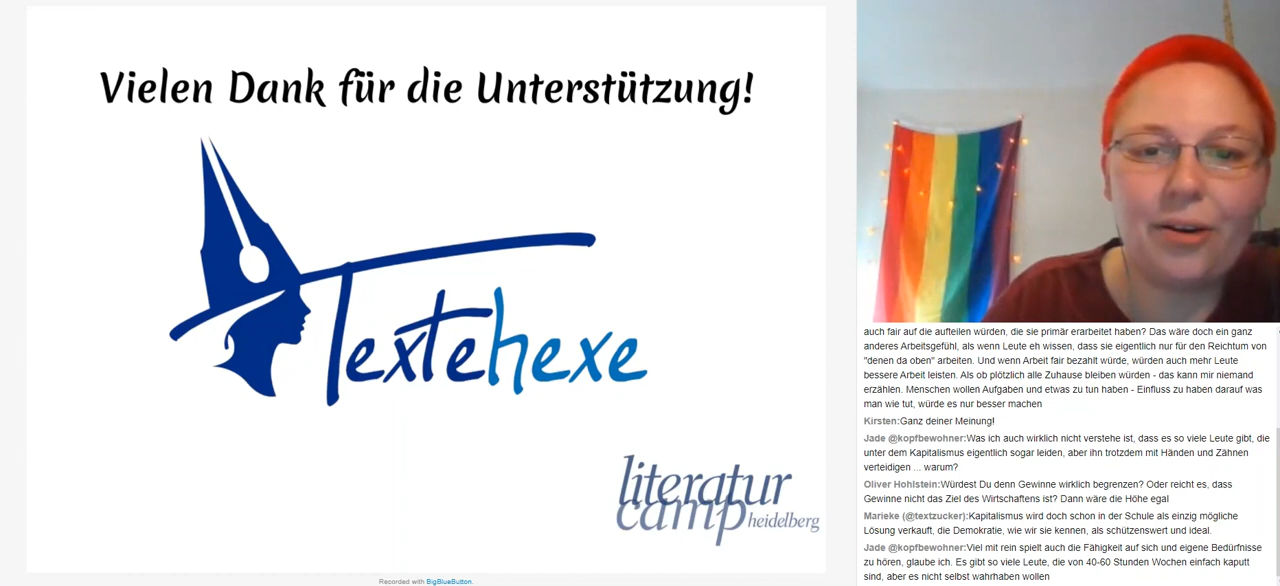 Vielen Dank für die Unterstützung!
Textehexe
literatur
camp heidelberg
Recorded with BigBlueButton.
auch fair auf die aufteilen würden, die sie primär erarbeitet haben? Das wäre doch ein ganz
anderes Arbeitsgefühl, als wenn Leute eh wissen, dass sie eigentlich nur für den Reichtum von
"denen da oben" arbeiten. Und wenn Arbeit fair bezahlt würde, würden auch mehr Leute
bessere Arbeit leisten. Als ob plötzlich alle Zuhause bleiben würden - das kann mir niemand
erzählen. Menschen wollen Aufgaben und etwas zu tun haben - Einfluss zu haben darauf was
man wie tut, würde es nur besser machen
Kirsten:Ganz deiner Meinung!
Jade @kopfbewohner:Was ich auch wirklich nicht verstehe ist, dass es so viele Leute gibt, die
unter dem Kapitalismus eigentlich sogar leiden, aber ihn trotzdem mit Händen und Zähnen
verteidigen ... warum?
Oliver Hohlstein:Würdest Du denn Gewinne wirklich begrenzen? Oder reicht es, dass
Gewinne nicht das Ziel des Wirtschaftens ist? Dann wäre die Höhe egal
Marieke (@textzucker):Kapitalismus wird doch schon in der Schule als einzig mögliche
Lösung verkauft, die Demokratie, wie wir sie kennen, als schützenswert und ideal.
Jade @kopfbewohner:Viel mit rein spielt auch die Fähigkeit auf sich und eigene Bedürfnisse
zu hören, glaube ich. Es gibt so viele Leute, die von 40-60 Stunden Wochen einfach kaputt
sind, aber es nicht selbst wahrhaben wollen